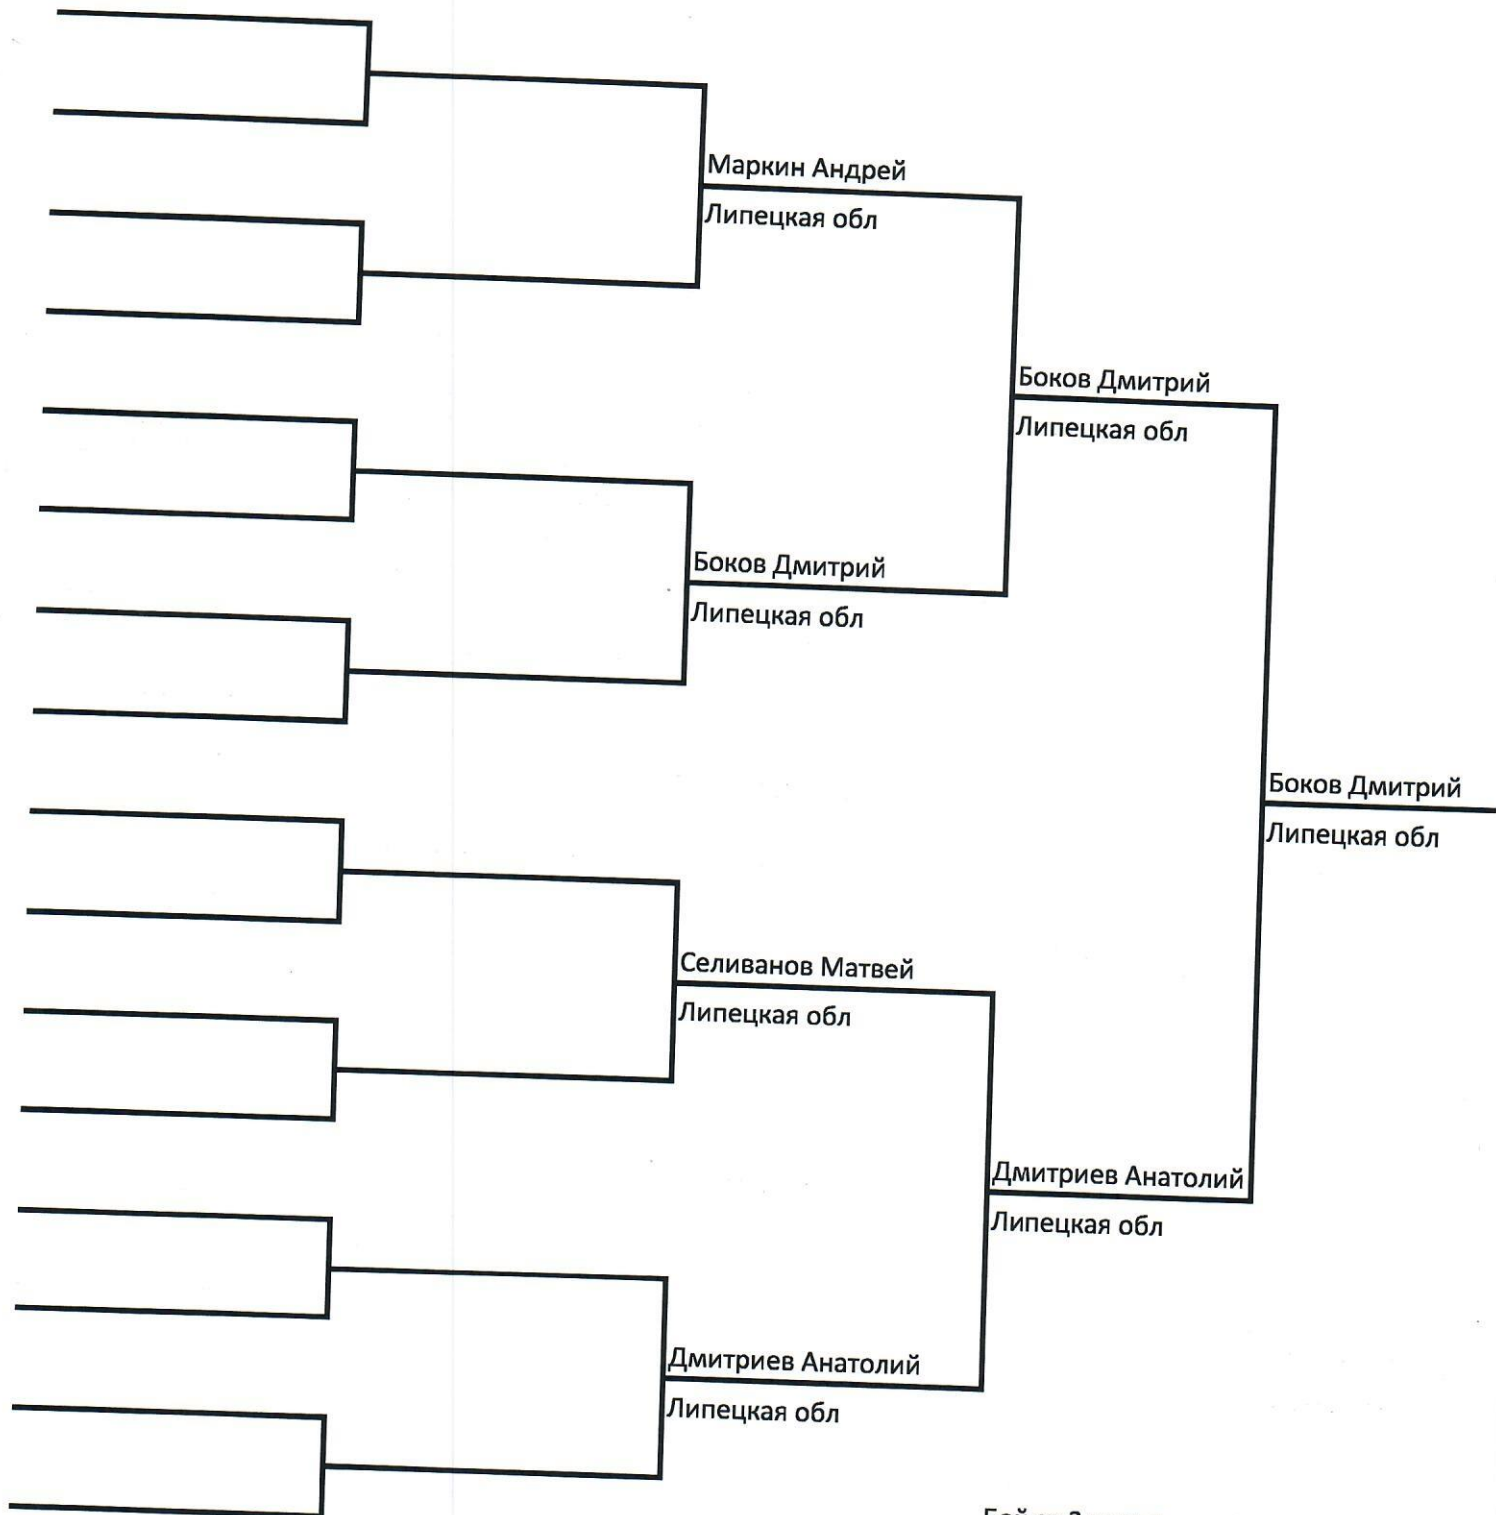 Маркин Андрей
Липецкая обл
Боков Дмитрий
Липецкая обл
Боков Дмитрий
Липецкая обл
Боков Дмитрий
Липецкая обл
Селиванов Матвей
Липецкая обл
Дмитриев Анатолий
Липецкая обл
Дмитриев Анатолий
Липецкая обл